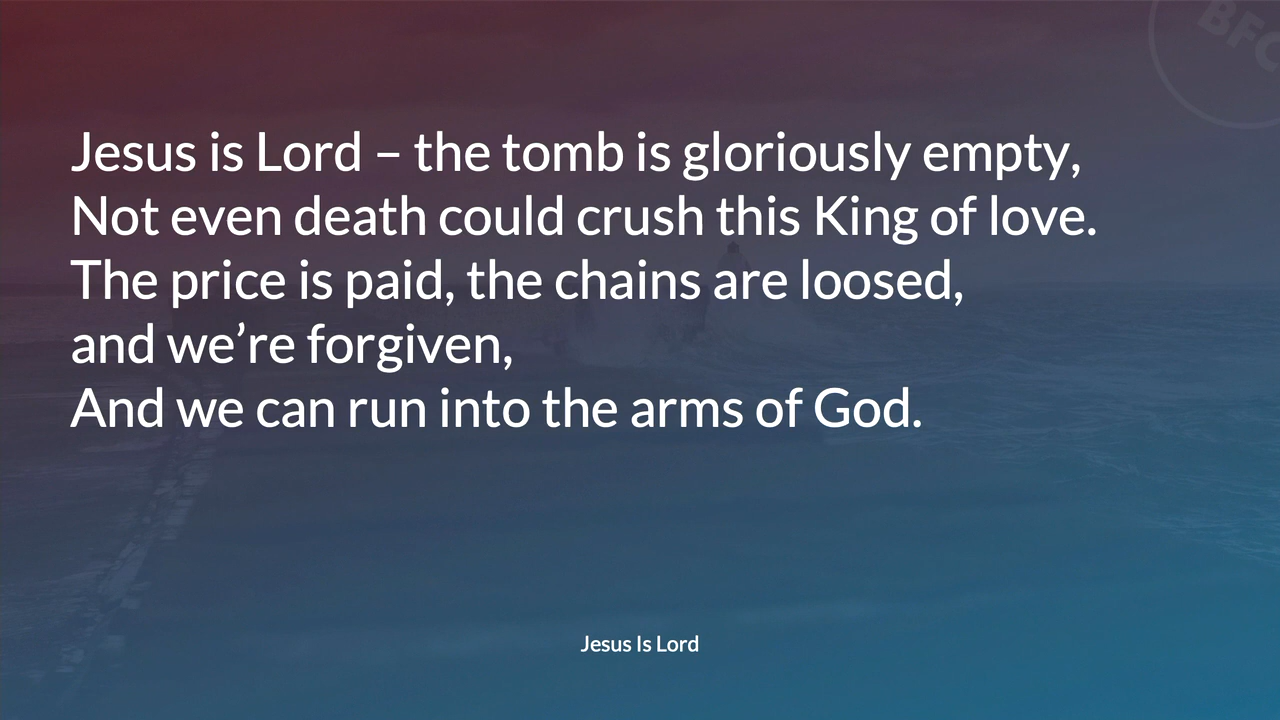 BFC
Jesus is Lord – the tomb is gloriously empty,
Not even death could crush this King of love.
The price is paid, the chains are loosed,
and we’re forgiven,
And we can run into the arms of God.
Jesus Is Lord